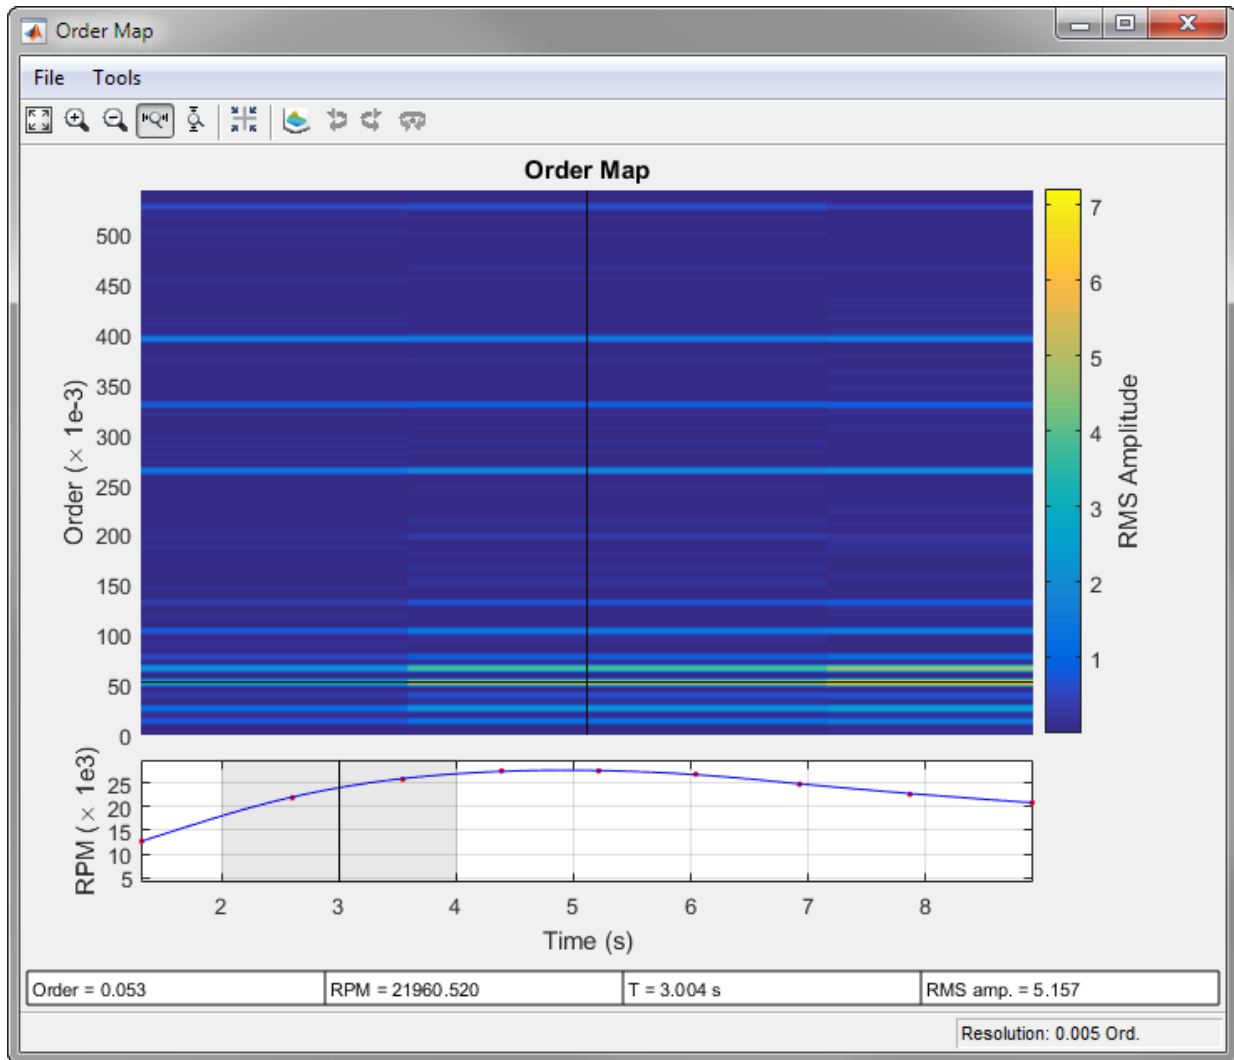 Order Map
File Tools
Order Map
Order (× 1e-3)
500
450
400
350
300
250
200
150
100
50
0
7
6
5
4
3
2
1
RMS Amplitude
RPM (× 1e3)
25
20
15
10
5
2 3 4 5 6 7 8
Time (s)
Order = 0.053 RPM = 21960.520 T = 3.004 s RMS amp. = 5.157
Resolution: 0.005 Ord.